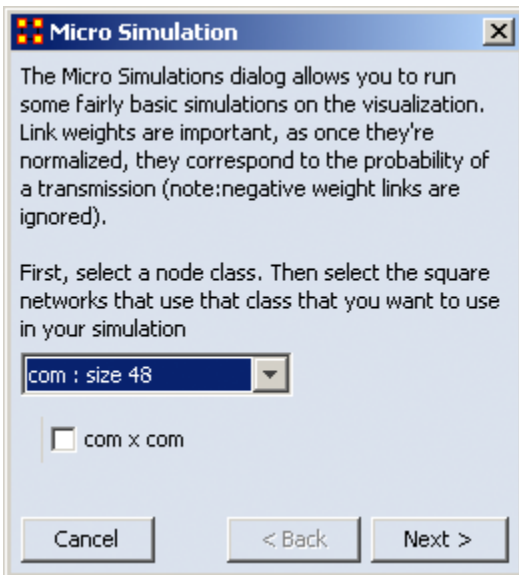 Micro Simulation
The Micro Simulations dialog allows you to run
some fairly basic simulations on the visualization.
Link weights are important, as once they're
normalized, they correspond to the probability of
a transmission (note:negative weight links are
ignored).
First, select a node class. Then select the square
networks that use that class that you want to use
in your simulation
com : size 48
com x com
Cancel
< Back
Next >